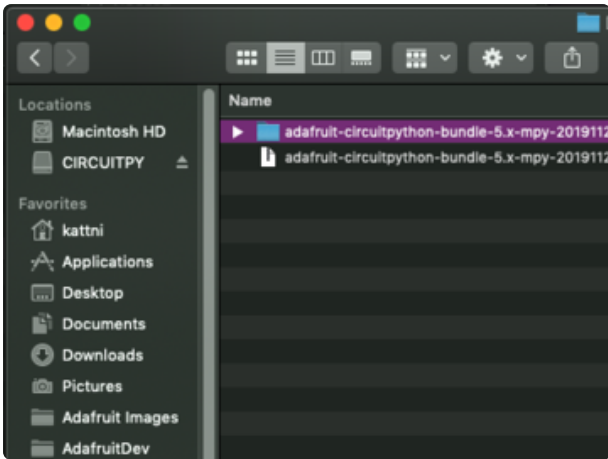 Locations
Macintosh HD
CIRCUITPY
Favorites
kattni
Applications
Desktop
Documents
Downloads
Pictures
Adafruit Images
AdafruitDev
Name
adafruit-circuitpython-bundle-5.x-mpy-2019112
adafruit-circuitpython-bundle-5.x-mpy-2019112